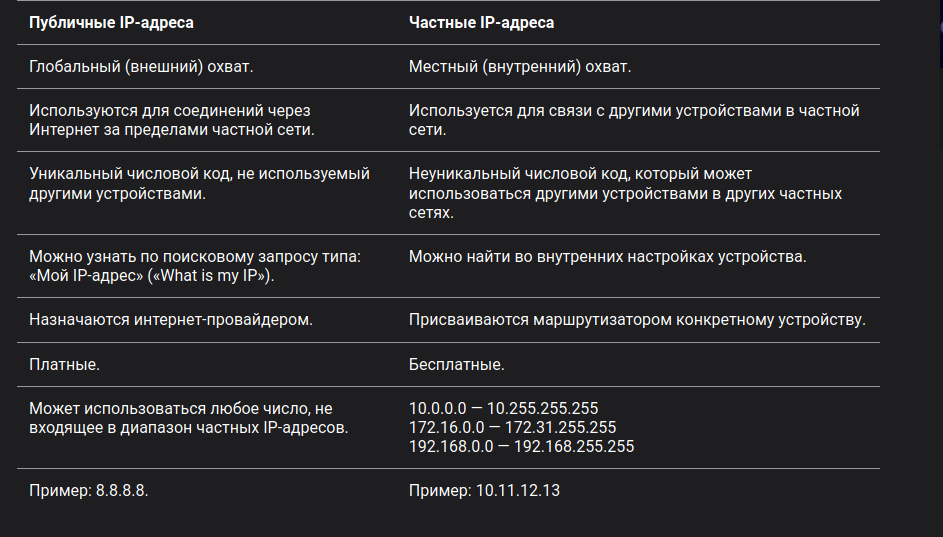 Публичные IP-адреса
Частные IP-адреса
Глобальный (внешний) охват.
Местный (внутренний) охват.
Используются для соединений через
Интернет за пределами частной сети.
Используется для связи с другими устройствами в частной
сети.
Уникальный числовой код, не используемый
другими устройствами.
Неуникальный числовой код, который может
использоваться другими устройствами в других частных
сетях.
Можно узнать по поисковому запросу типа:
«Мой IP-адрес» («What is my IP»).
Можно найти во внутренних настройках устройства.
Назначаются интернет-провайдером.
Присваиваются маршрутизатором конкретному устройству.
Платные.
Бесплатные.
Может использоваться любое число, не
входящее в диапазон частных IP-адресов.
10.0.0.0 — 10.255.255.255
172.16.0.0 — 172.31.255.255
192.168.0.0 — 192.168.255.255
Пример: 8.8.8.8.
Пример: 10.11.12.13